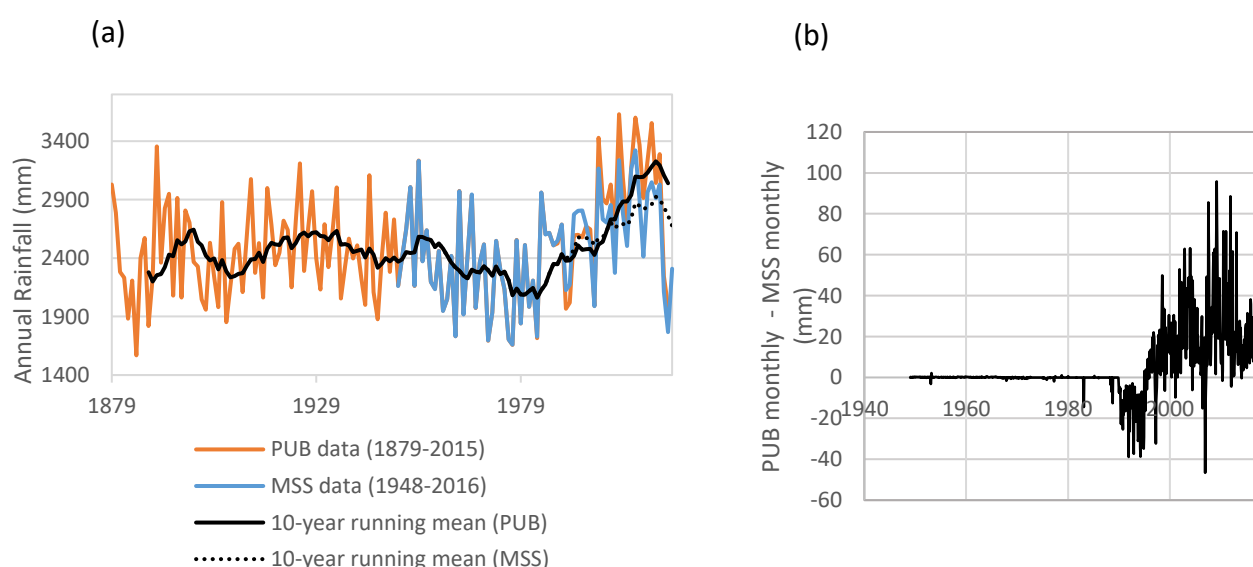 (a)
Annual Rainfall (mm)
3400
2900
2400
1900
1400
1879
1929
1979
PUB data (1879-2015)
MSS data (1948-2016)
10-year running mean (PUB)
10-year running mean (MSS)
(b)
PUB monthly - MSS monthly
(mm)
120
100
80
60
40
20
0
-20
-40
-60
1940
1960
1980
2000